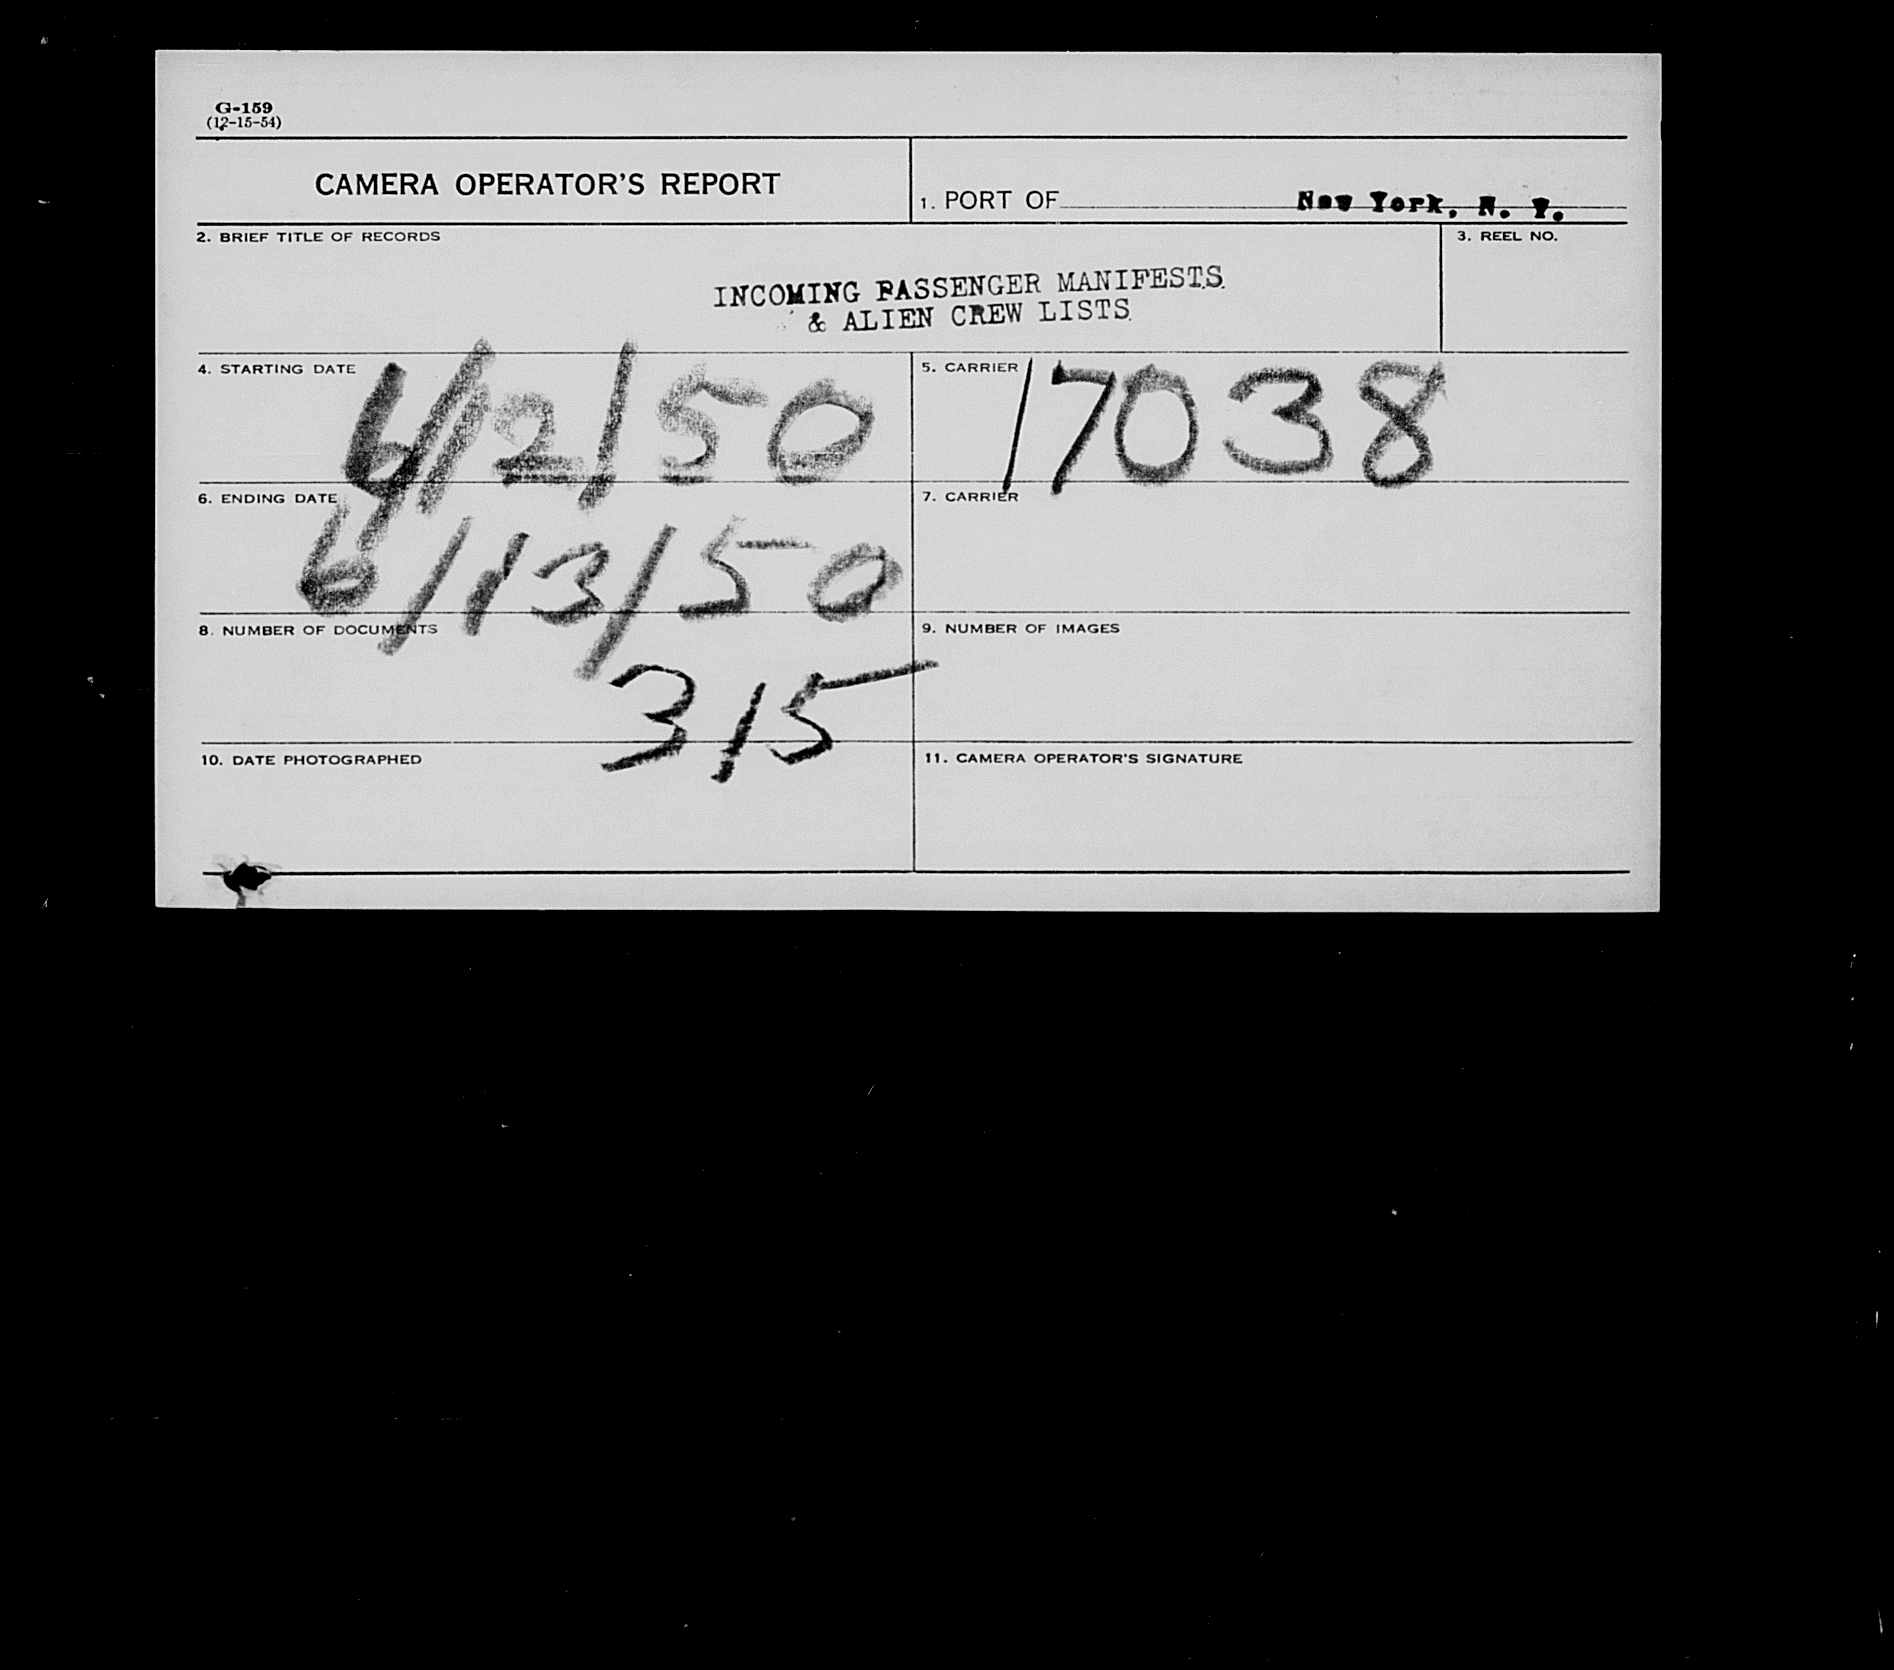 G-159
(12-15-54)
CAMERA OPERATOR'S REPORT
1. PORT OF New York, N. Y.
2. BRIEF TITLE OF RECORDS
3. REEL NO.
INCOMING PASSENGER MANIFESTS
& ALIEN CREW LISTS
4. STARTING DATE 6/12/50
5. CARRIER 17038
6. ENDING DATE 6/13/50
7. CARRIER
8. NUMBER OF DOCUMENTS 315
9. NUMBER OF IMAGES
10. DATE PHOTOGRAPHED
11. CAMERA OPERATOR'S SIGNATURE